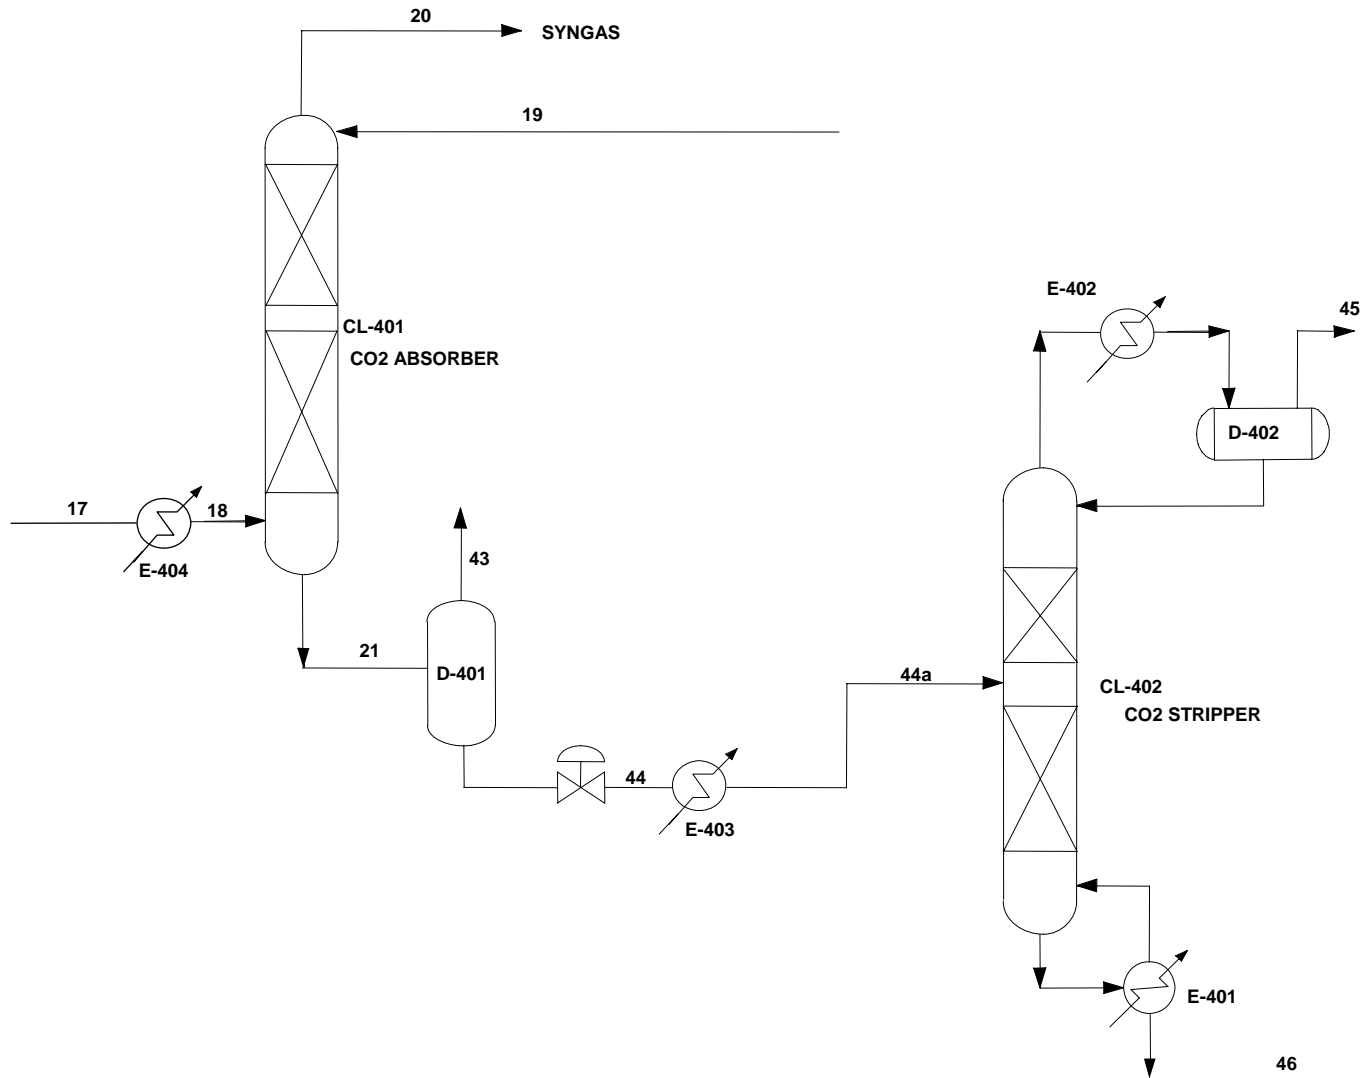 20
SYNGAS
19
E-402
45
CL-401
CO2 ABSORBER
D-402
17
18
E-404
43
21
D-401
44a
CL-402
CO2 STRIPPER
44
E-403
E-401
46